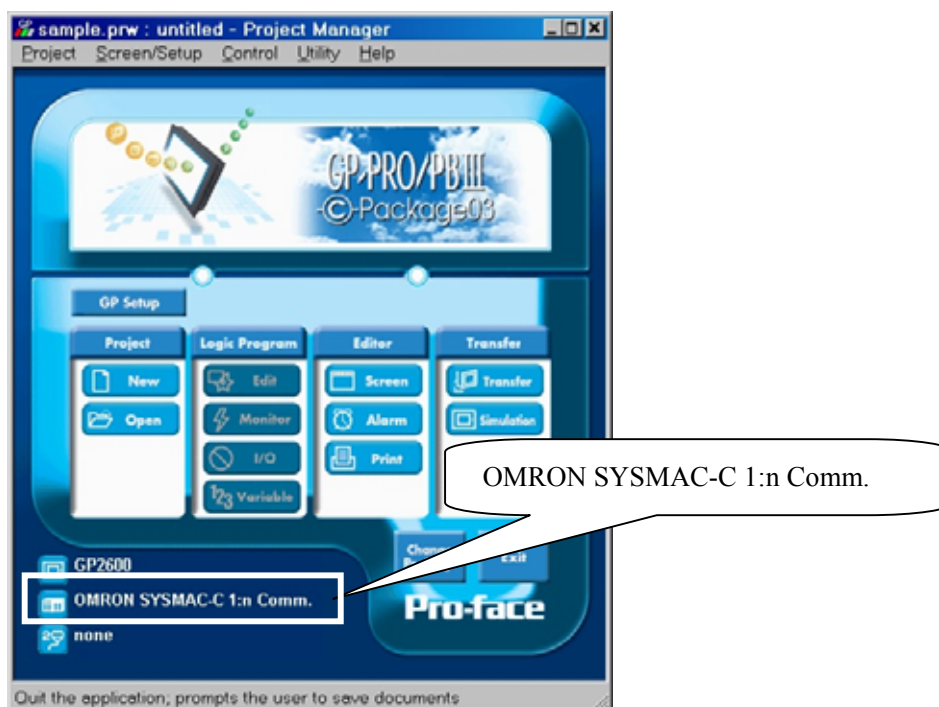 sample.prw : untitled - Project Manager
Project Screen/Setup Control Utility Help
GP-PRO/PBIII
-©-Package03
GP Setup
Project Logic Program Editor Transfer
New Edit Screen Transfer
Open Monitor Alarm Simulation
I/O Print
123 Variable
OMRON SYSMAC-C 1:n Comm.
Exit
GP2600
OMRON SYSMAC-C 1:n Comm.
Pro-face
none
Quit the application; prompts the user to save documents